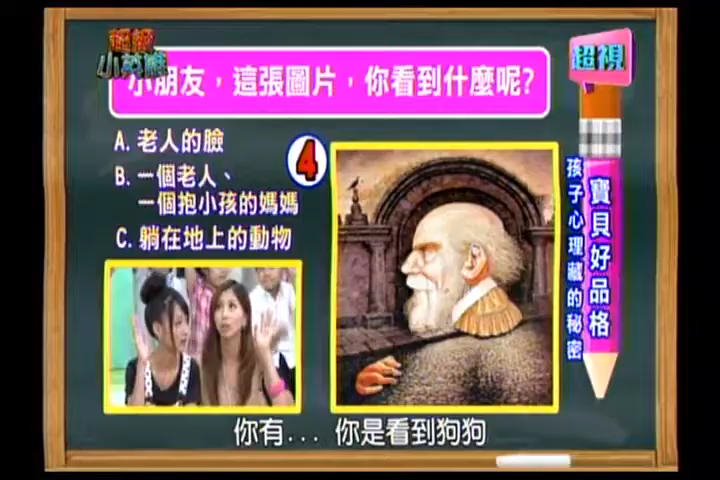 超級
小英雄
超視
小朋友，這張圖片，你看到什麼呢?
A. 老人的臉
B. 一個老人、
一個抱小孩的媽媽
C. 躺在地上的動物
4
寶貝好品格
孩子心理藏的秘密
你有... 你是看到狗狗